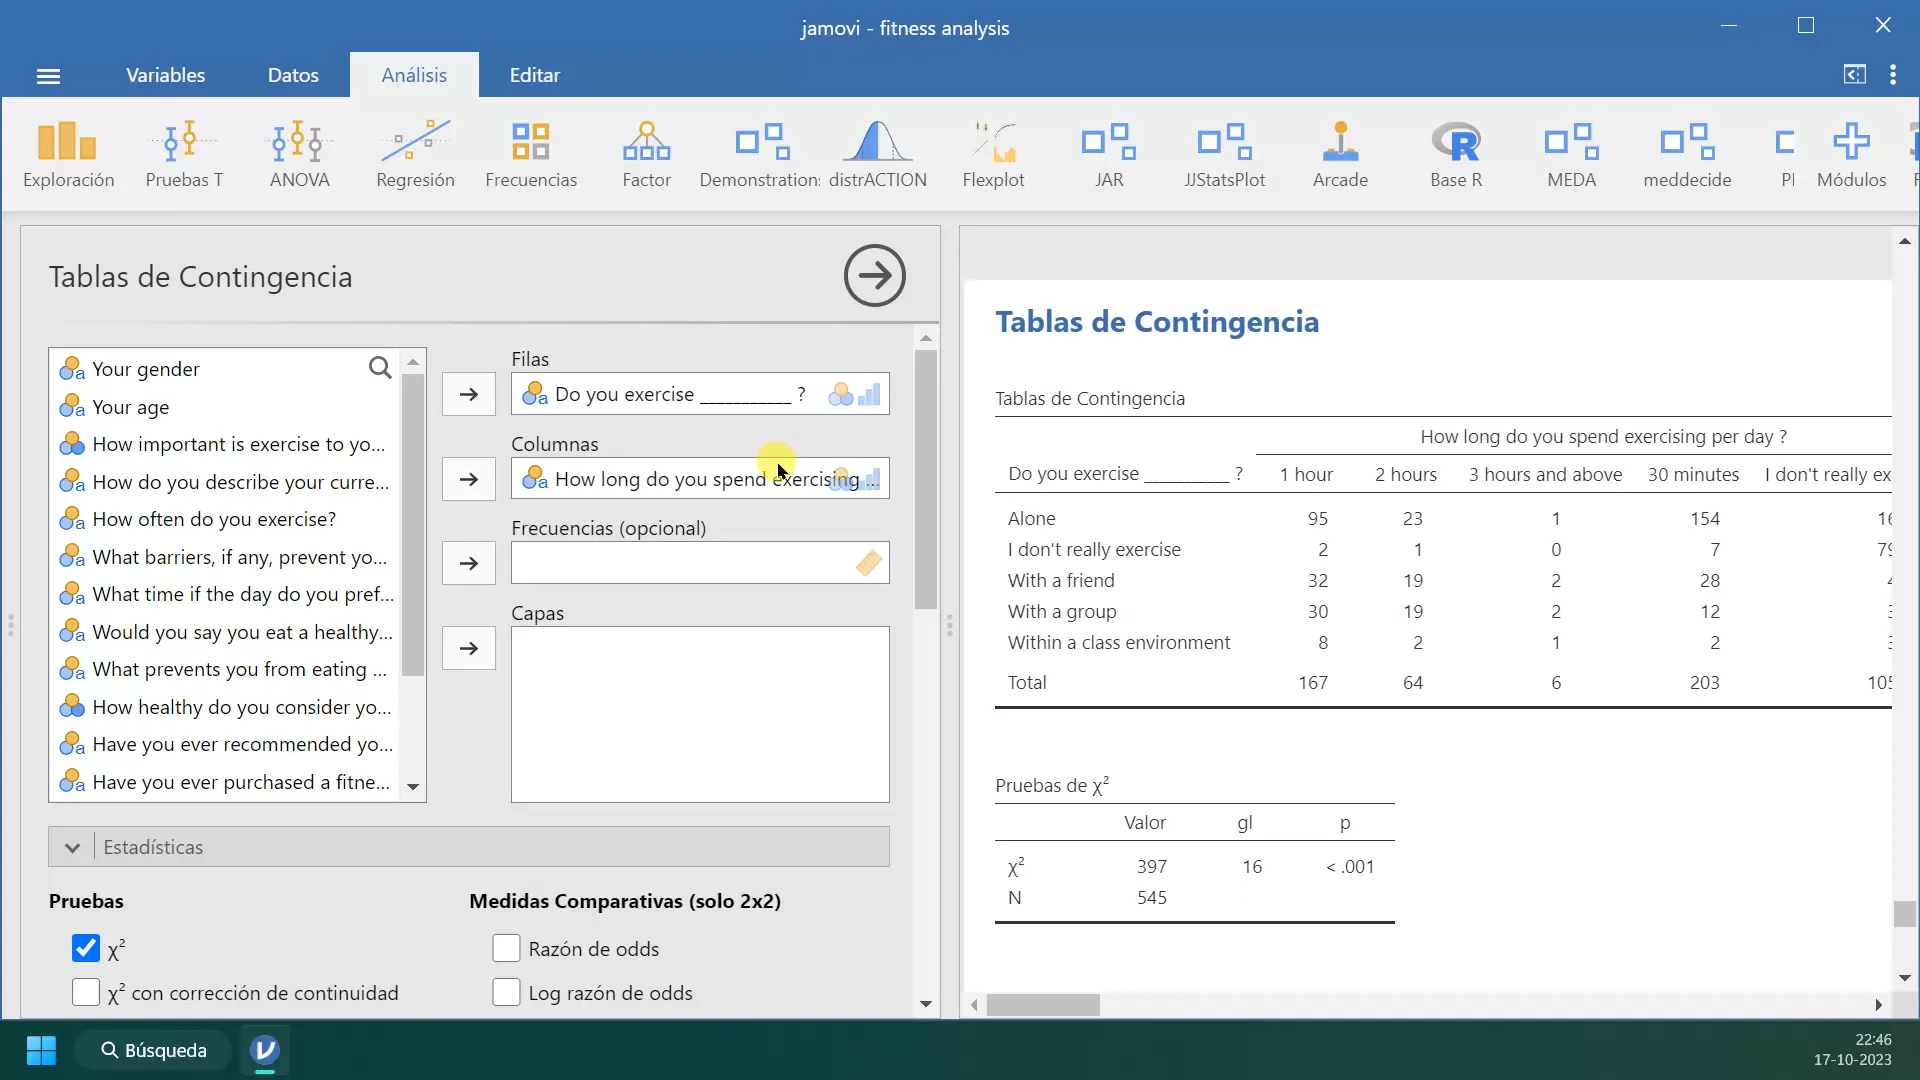 jamovi - fitness analysis
Variables Datos Análisis Editar
Exploración Pruebas T ANOVA Regresión Frecuencias Factor Demonstrations distrACTION Flexplot JAR JJStatsPlot Arcade Base R MEDA meddecide Módulos
Tablas de Contingencia
Your gender
Your age
How important is exercise to yo...
How do you describe your curre...
How often do you exercise?
What barriers, if any, prevent yo...
What time if the day do you pref...
Would you say you eat a healthy...
What prevents you from eating ...
How healthy do you consider yo...
Have you ever recommended yo...
Have you ever purchased a fitne...
Filas
Do you exercise ___________ ?
Columnas
How long do you spend exercising ...
Frecuencias (opcional)
Capas
Estadísticas
Pruebas
χ²
χ² con corrección de continuidad
Medidas Comparativas (solo 2x2)
Razón de odds
Log razón de odds
Tablas de Contingencia
Tablas de Contingencia
How long do you spend exercising per day ?
Do you exercise ___________ ? 1 hour 2 hours 3 hours and above 30 minutes I don't really ex
Alone 95 23 1 154 16
I don't really exercise 2 1 0 7 79
With a friend 32 19 2 28 4
With a group 30 19 2 12
Within a class environment 8 2 1 2
Total 167 64 6 203 105
Pruebas de χ²
Valor gl p
χ² 397 16 < .001
N 545
Búsqueda
22:46
17-10-2023